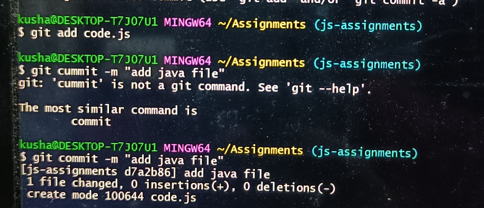 kusha@DESKTOP-T7J07U1 MINGW64 ~/Assignments (js-assignments)
$ git add code.js
kusha@DESKTOP-T7J07U1 MINGW64 ~/Assignments (js-assignments)
$ git cummit -m "add java file"
git: 'cummit' is not a git command. See 'git --help'.
The most similar command is
commit
kusha@DESKTOP-T7J07U1 MINGW64 ~/Assignments (js-assignments)
$ git commit -m "add java file"
[js-assignments d7a2b86] add java file
1 file changed, 0 insertions(+), 0 deletions(-)
create mode 100644 code.js